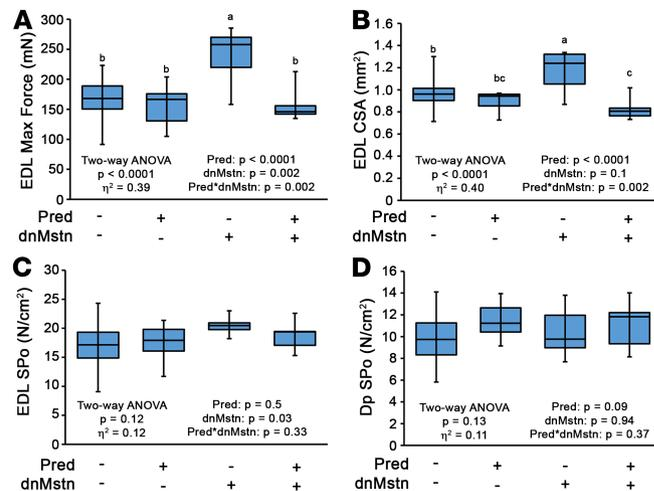 A
EDL Max Force (mN)
300
250
200
150
100
50
0
b
b
a
b
Two-way ANOVA
p < 0.0001
η² = 0.39
Pred: p < 0.0001
dnMstn: p = 0.002
Pred*dnMstn: p = 0.002
Pred - + - +
dnMstn - - + +
B
EDL CSA (mm²)
1.6
1.4
1.2
1.0
0.8
0.6
0.4
0.2
0
b
bc
a
c
Two-way ANOVA
p < 0.0001
η² = 0.40
Pred: p < 0.0001
dnMstn: p = 0.1
Pred*dnMstn: p = 0.002
- + - +
- - + +
C
EDL SPo (N/cm²)
30
25
20
15
10
5
0
Two-way ANOVA
p = 0.12
η² = 0.12
Pred: p = 0.5
dnMstn: p = 0.03
Pred*dnMstn: p = 0.33
Pred - + - +
dnMstn - - + +
D
Dp SPo (N/cm²)
16
14
12
10
8
6
4
2
0
Two-way ANOVA
p = 0.13
η² = 0.11
Pred: p = 0.09
dnMstn: p = 0.94
Pred*dnMstn: p = 0.37
- + - +
- - + +